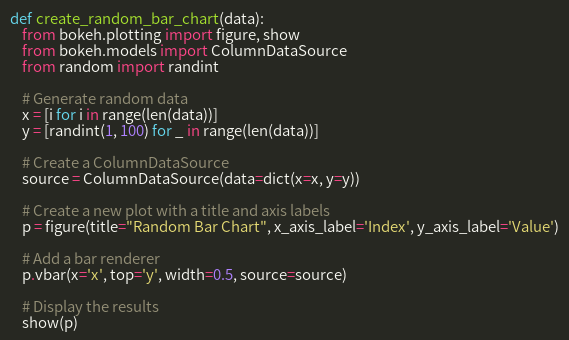 def create_random_bar_chart(data):
    from bokeh.plotting import figure, show
    from bokeh.models import ColumnDataSource
    from random import randint

    # Generate random data
    x = [i for i in range(len(data))]
    y = [randint(1, 100) for _ in range(len(data))]

    # Create a ColumnDataSource
    source = ColumnDataSource(data=dict(x=x, y=y))

    # Create a new plot with a title and axis labels
    p = figure(title="Random Bar Chart", x_axis_label='Index', y_axis_label='Value')

    # Add a bar renderer
    p.vbar(x='x', top='y', width=0.5, source=source)

    # Display the results
    show(p)